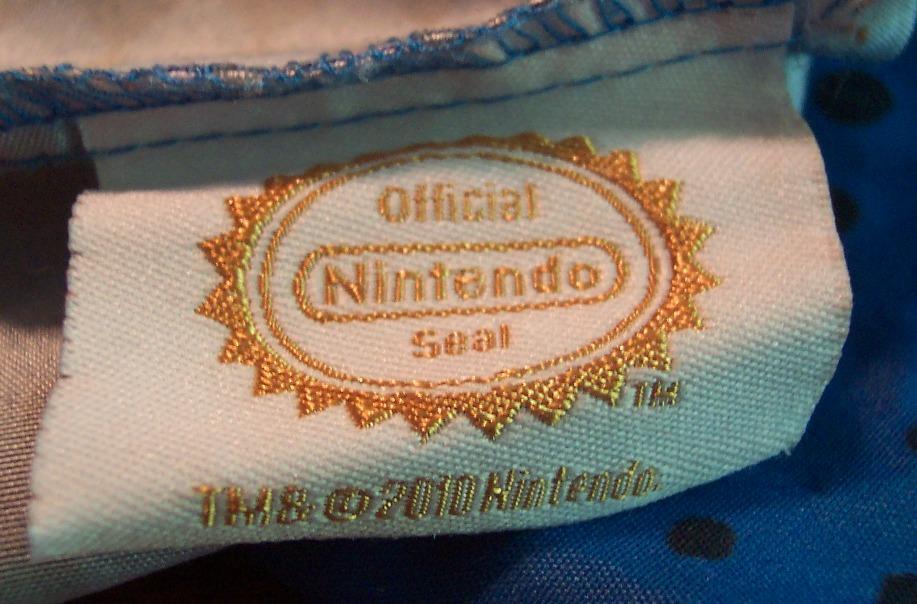 Official
Nintendo
Seal
TM
TM & © 2010 Nintendo.